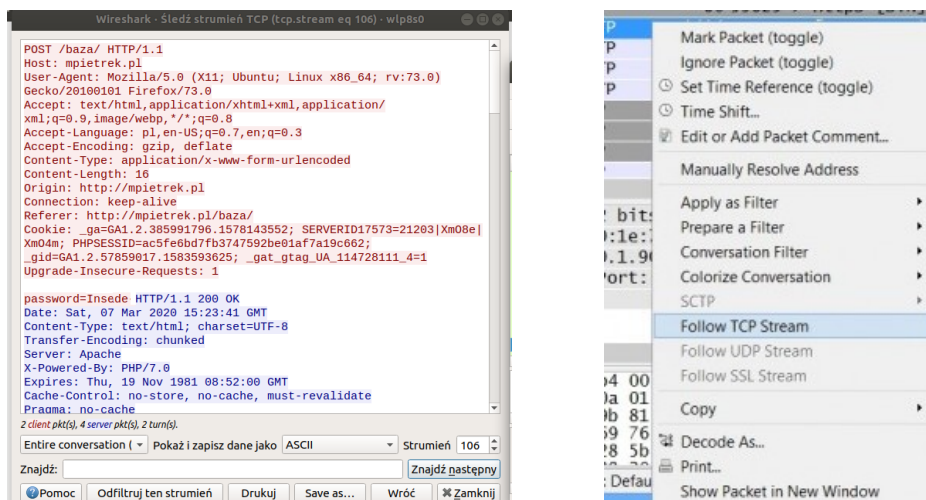 Wireshark · Śledź strumień TCP (tcp.stream eq 106) · wlp8s0
POST /baza/ HTTP/1.1
Host: mpietrek.pl
User-Agent: Mozilla/5.0 (X11; Ubuntu; Linux x86_64; rv:73.0)
Gecko/20100101 Firefox/73.0
Accept: text/html,application/xhtml+xml,application/
xml;q=0.9,image/webp,*/*;q=0.8
Accept-Language: pl,en-US;q=0.7,en;q=0.3
Accept-Encoding: gzip, deflate
Content-Type: application/x-www-form-urlencoded
Content-Length: 16
Origin: http://mpietrek.pl
Connection: keep-alive
Referer: http://mpietrek.pl/baza/
Cookie: _ga=GA1.2.385991796.1578143552; SERVERID17573=21203|XmO8e|
XmO4m; PHPSESSID=ac5fe6bd7fb3747592be01af7a19c662;
_gid=GA1.2.57859017.1583593625; _gat_gtag_UA_114728111_4=1
Upgrade-Insecure-Requests: 1
password=Insede HTTP/1.1 200 OK
Date: Sat, 07 Mar 2020 15:23:41 GMT
Content-Type: text/html; charset=UTF-8
Transfer-Encoding: chunked
Server: Apache
X-Powered-By: PHP/7.0
Expires: Thu, 19 Nov 1981 08:52:00 GMT
Cache-Control: no-store, no-cache, must-revalidate
Pragma: no-cache
2 client pkt(s), 4 server pkt(s), 2 turn(s).
Entire conversation ( Pokaż i zapisz dane jako ASCII Strumień 106
Znajdź: Znajdź następny
Pomoc Odfiltruj ten strumień Drukuj Save as... Wróć Zamknij
Mark Packet (toggle)
Ignore Packet (toggle)
Set Time Reference (toggle)
Time Shift...
Edit or Add Packet Comment...
Manually Resolve Address
Apply as Filter
Prepare a Filter
Conversation Filter
Colorize Conversation
SCTP
Follow TCP Stream
Follow UDP Stream
Follow SSL Stream
Copy
Decode As...
Print...
Show Packet in New Window